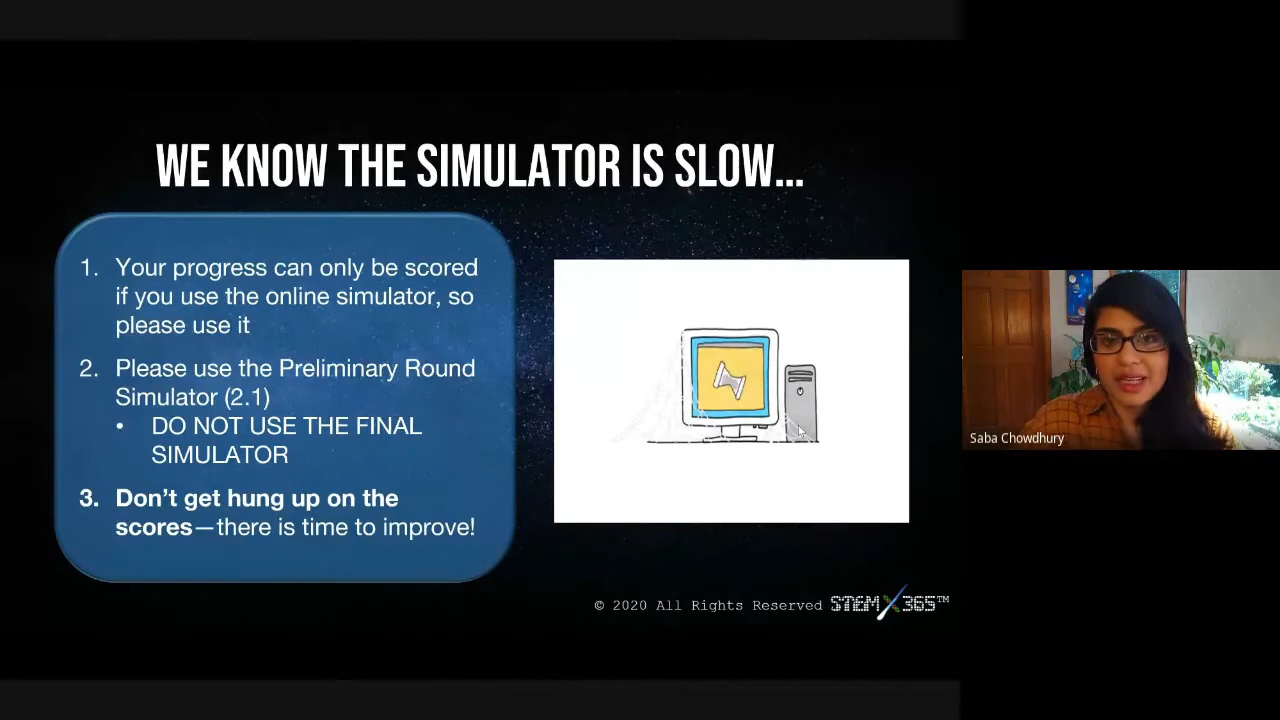 WE KNOW THE SIMULATOR IS SLOW...
1. Your progress can only be scored
if you use the online simulator, so
please use it
2. Please use the Preliminary Round
Simulator (2.1)
• DO NOT USE THE FINAL
SIMULATOR
3. Don't get hung up on the
scores—there is time to improve!
Saba Chowdhury
© 2020 All Rights Reserved STEMX365™